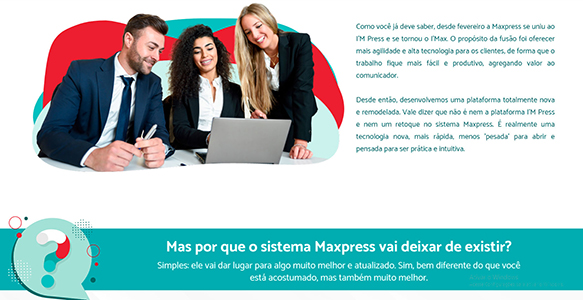 Como você já deve saber, desde fevereiro a Maxpress se uniu ao
I'M Press e se tornou o I'Max. O propósito da fusão foi oferecer
mais agilidade e alta tecnologia para os clientes, de forma que o
trabalho fique mais fácil e produtivo, agregando valor ao
comunicador.
Desde então, desenvolvemos uma plataforma totalmente nova
e remodelada. Vale dizer que não é nem a plataforma I'M Press
e nem um retoque no sistema Maxpress. É realmente uma
tecnologia nova, mais rápida, menos "pesada" para abrir e
pensada para ser prática e intuitiva.
?
Mas por que o sistema Maxpress vai deixar de existir?
Simples: ele vai dar lugar para algo muito melhor e atualizado. Sim, bem diferente do que você
está acostumado, mas também muito melhor.